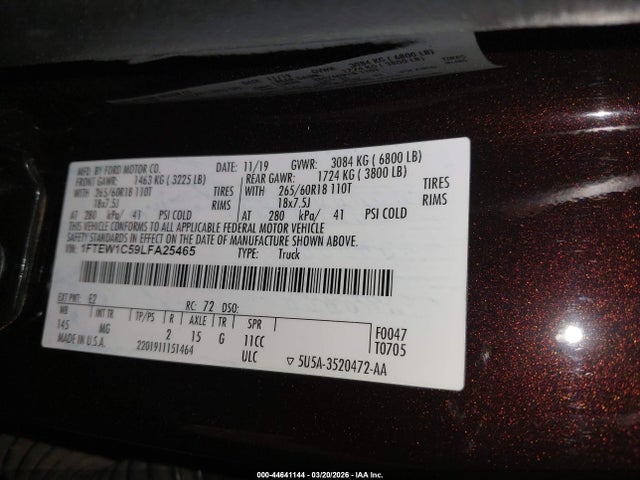 MFD. BY FORD MOTOR CO.
DATE: 11/19 GVWR: 3084 KG ( 6800 LB)
FRONT GAWR: 1463 KG ( 3225 LB) REAR GAWR: 1724 KG ( 3800 LB)
WITH 265/60R18 110T TIRES WITH 265/60R18 110T TIRES
18x7.5J RIMS 18x7.5J RIMS
AT 280 kPa/ 41 PSI COLD AT 280 kPa/ 41 PSI COLD
THIS VEHICLE CONFORMS TO ALL APPLICABLE FEDERAL MOTOR VEHICLE
SAFETY AND THEFT PREVENTION STANDARDS IN EFFECT ON THE DATE OF MANUFACTURE SHOWN ABOVE.
VIN: 1FTEW1C59LFA25465 TYPE: Truck
EXT PNT: E2 RC: 72 DSO:
WB INT TR TP/PS R AXLE TR SPR
145 MG 2 15 G 11CC F0047
ULC T0705
MADE IN U.S.A. 2201911151464 5U5A-3520472-AA
000-44641144 - 03/20/2026 - IAA Inc.